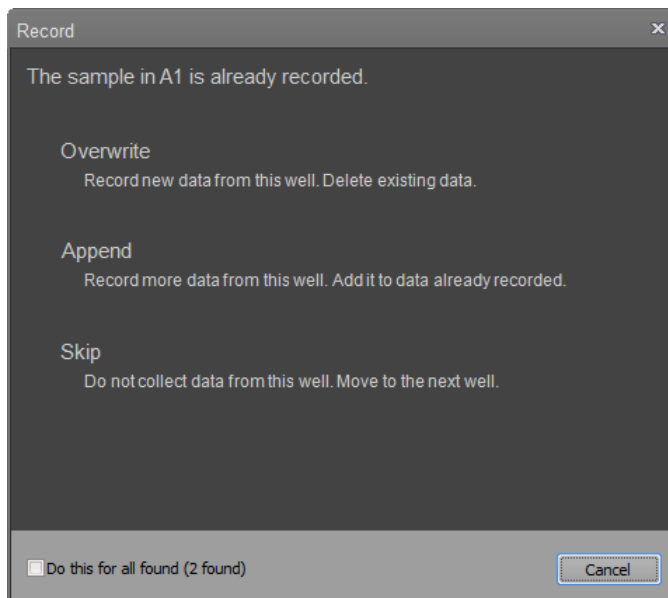 Record
The sample in A1 is already recorded.
Overwrite
Record new data from this well. Delete existing data.
Append
Record more data from this well. Add it to data already recorded.
Skip
Do not collect data from this well. Move to the next well.
Do this for all found (2 found)
Cancel